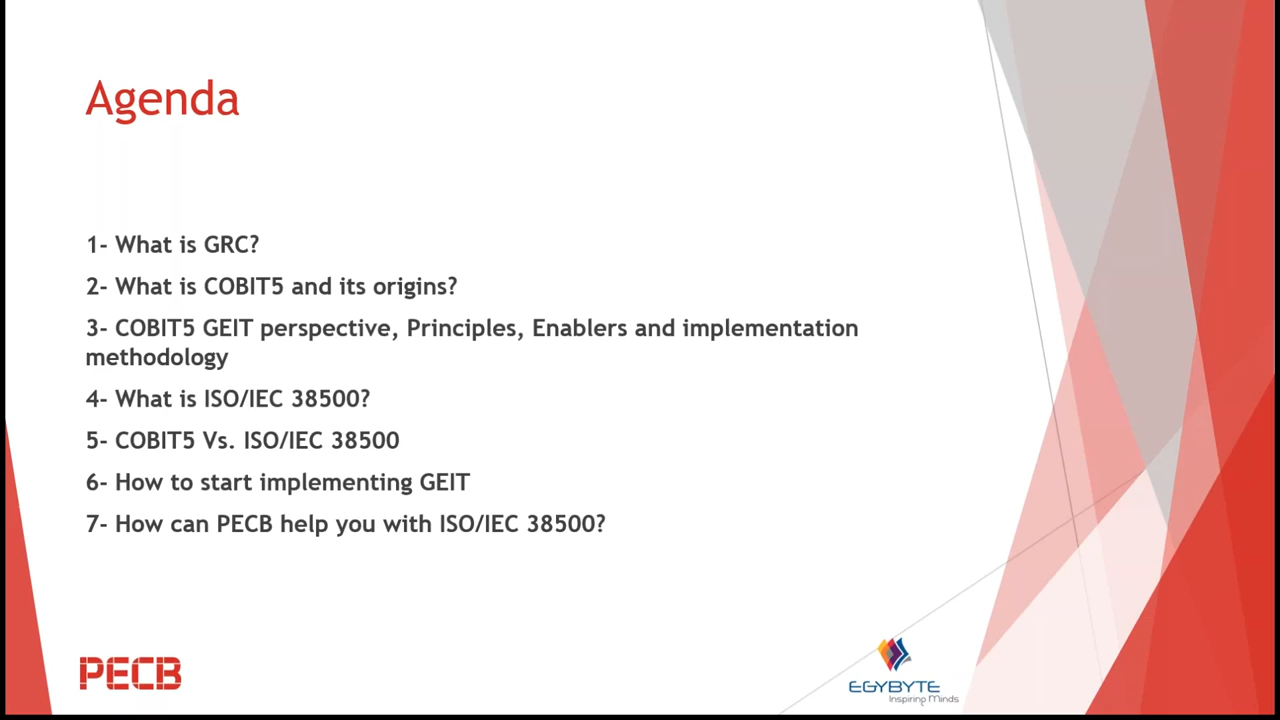 Agenda
1- What is GRC?
2- What is COBIT5 and its origins?
3- COBIT5 GEIT perspective, Principles, Enablers and implementation
methodology
4- What is ISO/IEC 38500?
5- COBIT5 Vs. ISO/IEC 38500
6- How to start implementing GEIT
7- How can PECB help you with ISO/IEC 38500?
PECB
EGYBYTE
Inspiring Minds